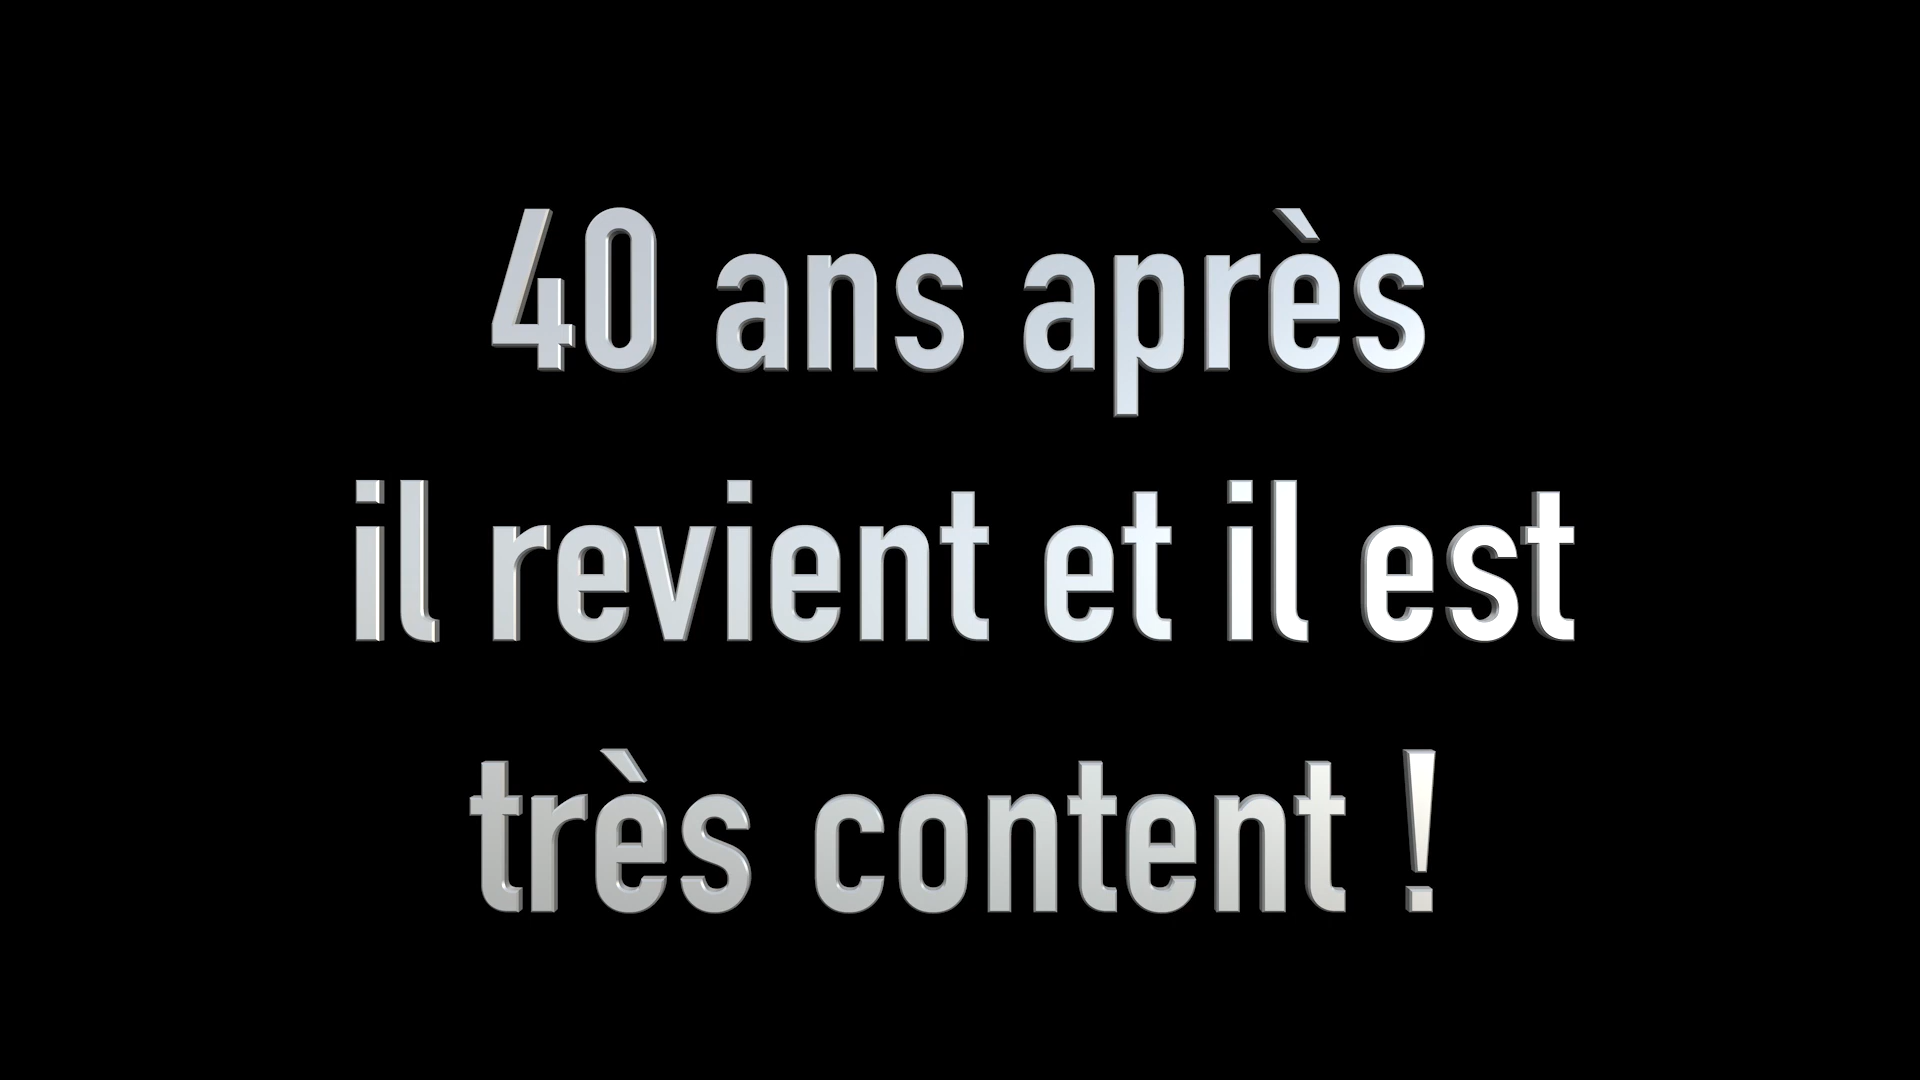 40 ans après
il revient et il est
très content !